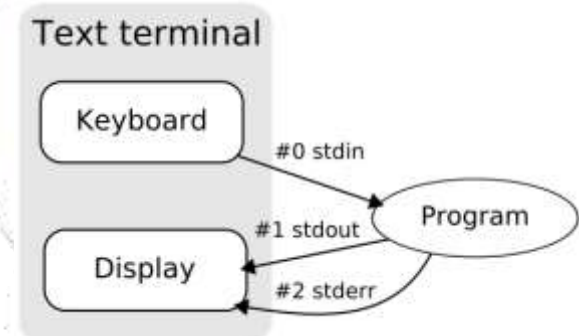 Text terminal
Keyboard
#0 stdin
Program
#1 stdout
Display
#2 stderr